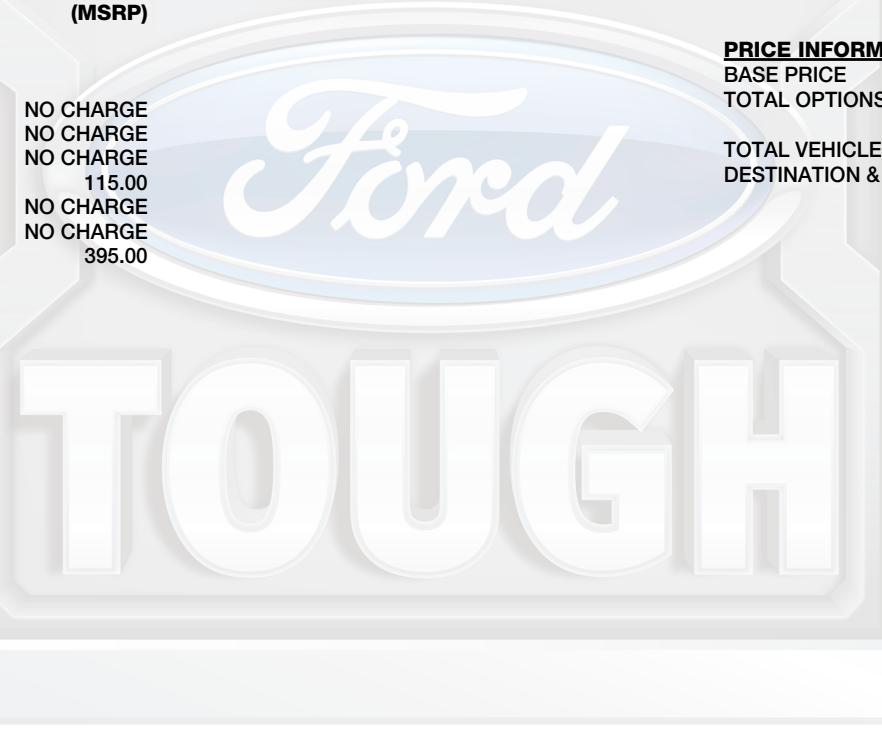 (MSRP)
NO CHARGE
NO CHARGE
NO CHARGE
115.00
NO CHARGE
NO CHARGE
395.00
PRICE INFORM
BASE PRICE
TOTAL OPTIONS
TOTAL VEHICLE
DESTINATION &
Ford
TOUGH